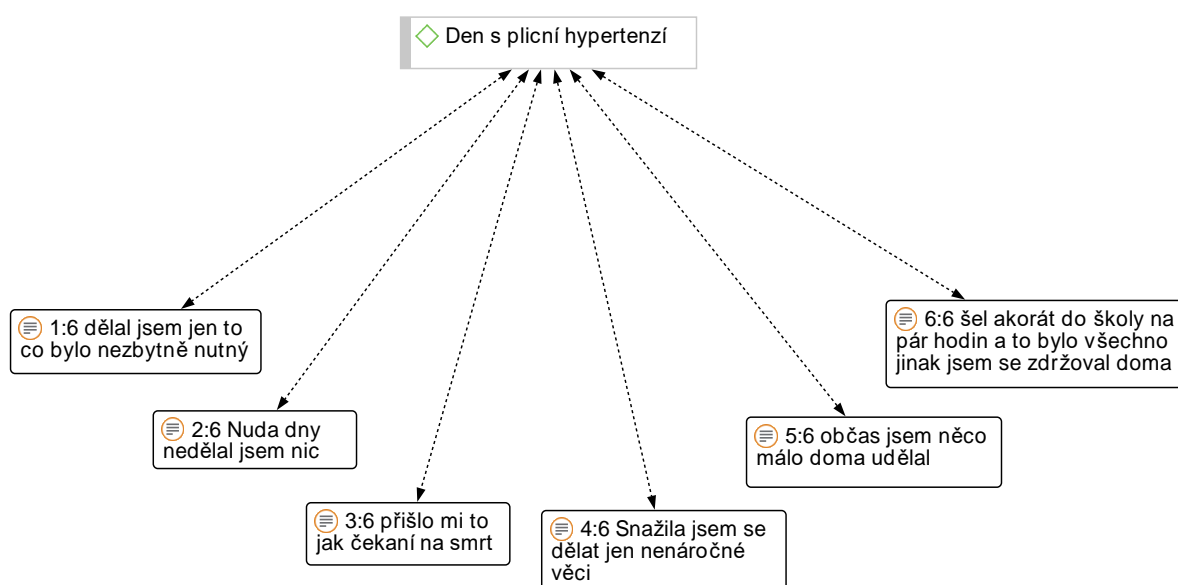 Den s plicní hypertenzí
1:6 dělal jsem jen to
co bylo nezbytně nutný
2:6 Nuda dny
nedělal jsem nic
3:6 přišlo mi to
jak čekaní na smrt
4:6 Snažila jsem se
dělat jen nenáročné
věci
5:6 občas jsem něco
málo doma udělal
6:6 šel akorát do školy na
pár hodin a to bylo všechno
jinak jsem se zdržoval doma